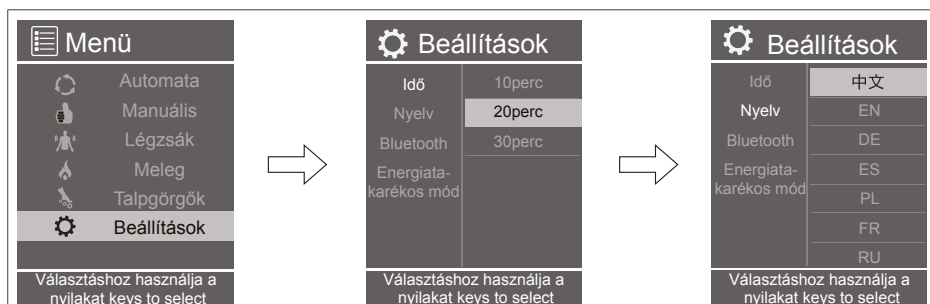 Menü
Automata
Manuális
Légzsák
Meleg
Talpgörgők
Beállítások
Választáshoz használja a
nyilakat keys to select
Beállítások
Idő
Nyelv
Bluetooth
Energiata-
karékos mód
10perc
20perc
30perc
Választáshoz használja a
nyilakat keys to select
Beállítások
Idő
Nyelv
Bluetooth
Energiata-
karékos mód
中文
EN
DE
ES
PL
FR
RU
Választáshoz használja a
nyilakat keys to select